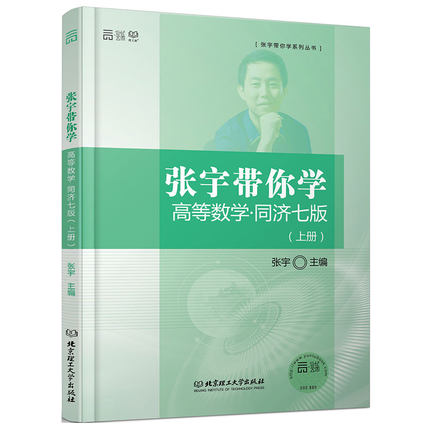 [ 张宇带你学系列丛书 ]
张宇带你学
高等数学·同济七版
（上册）
张宇 主编
北京理工大学出版社
BEIJING INSTITUTE OF TECHNOLOGY PRESS
张宇带你学
高等数学·同济七版（上册）
张宇 主编
北京理工大学出版社